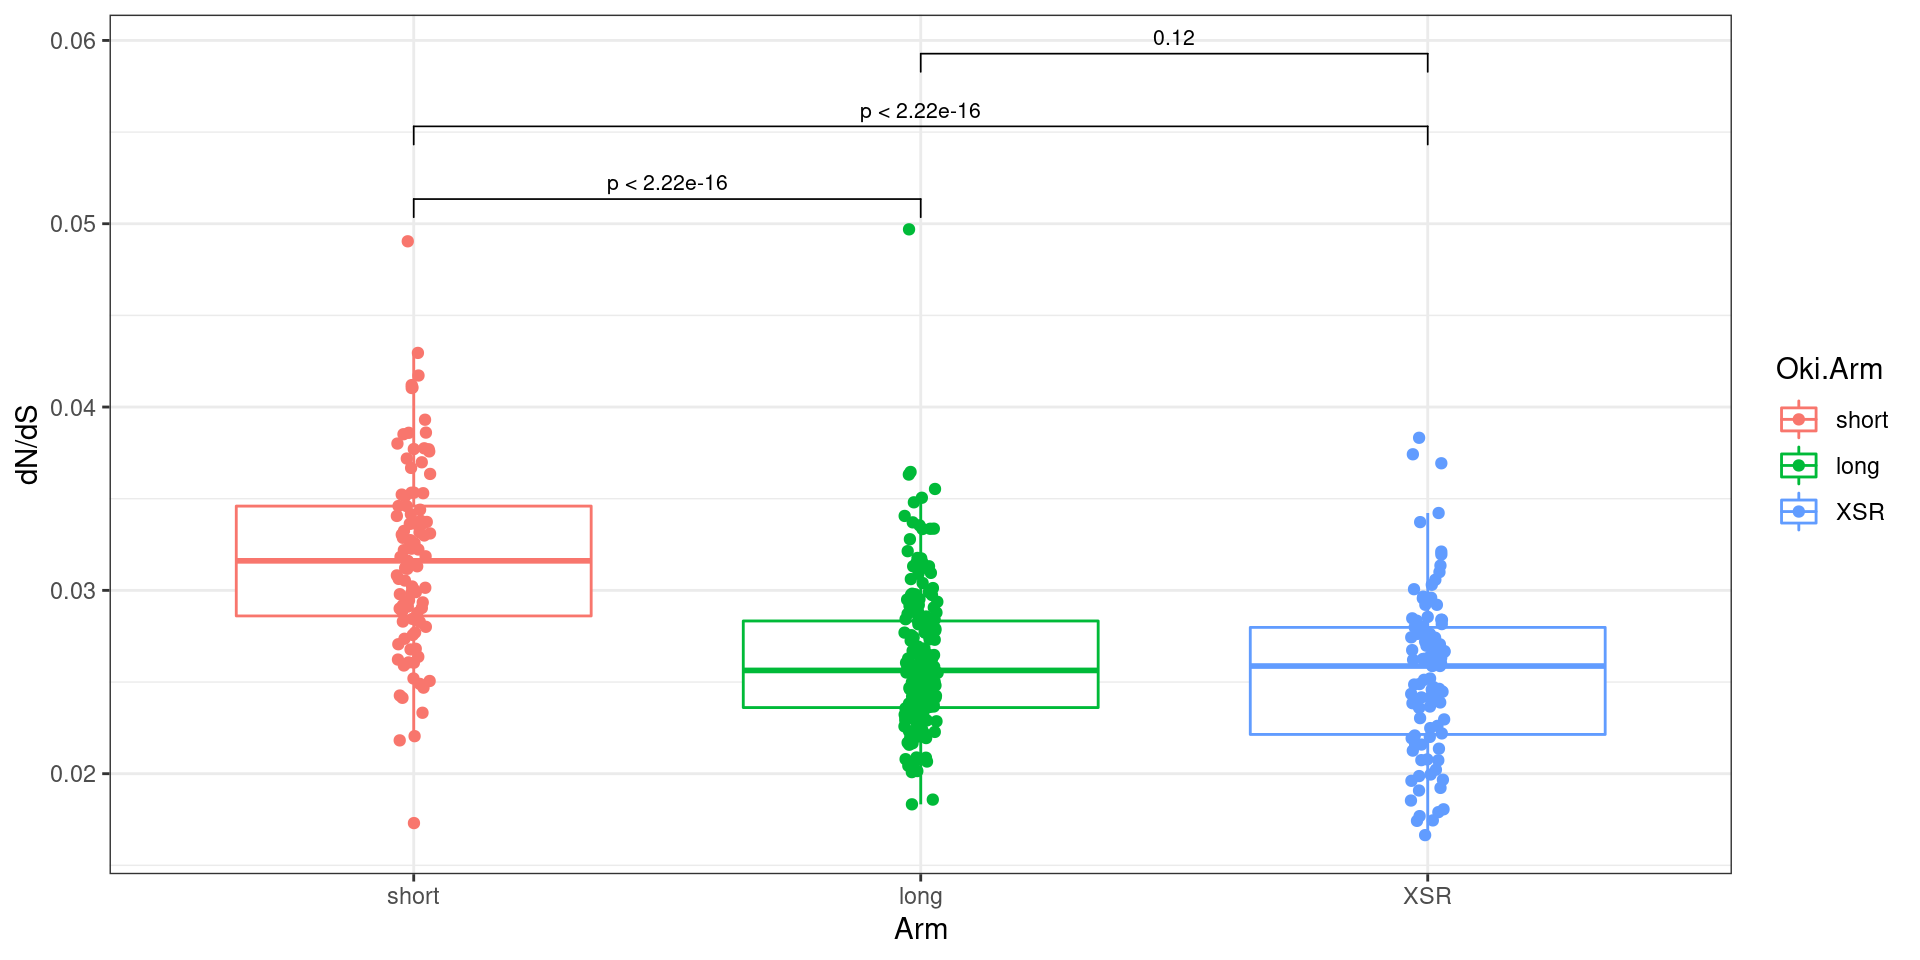 0.12
p < 2.22e-16
p < 2.22e-16
0.06
0.05
0.04
0.03
0.02
dN/dS
short
long
XSR
Arm
Oki.Arm
short
long
XSR